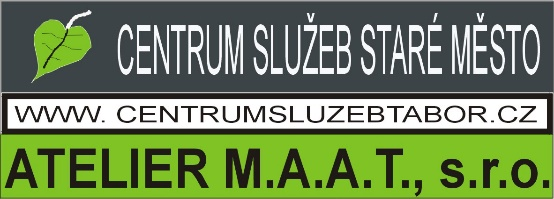 CENTRUM SLUŽEB STARÉ MĚSTO
WWW. CENTRUMSLUZEBTABOR.CZ
ATELIER M.A.A.T., s.r.o.